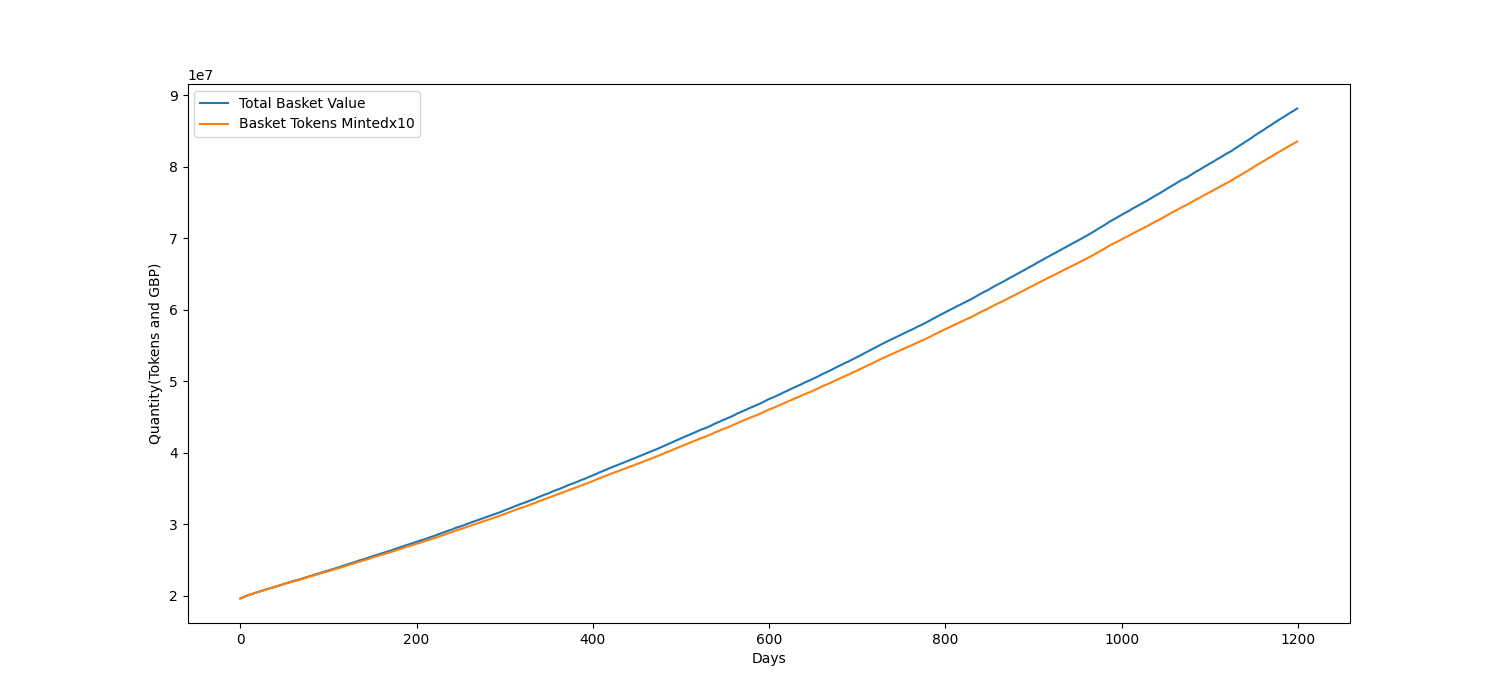 1e7
Total Basket Value
Basket Tokens Mintedx10
9
8
7
6
5
4
3
2
Quantity(Tokens and GBP)
0 200 400 600 800 1000 1200
Days